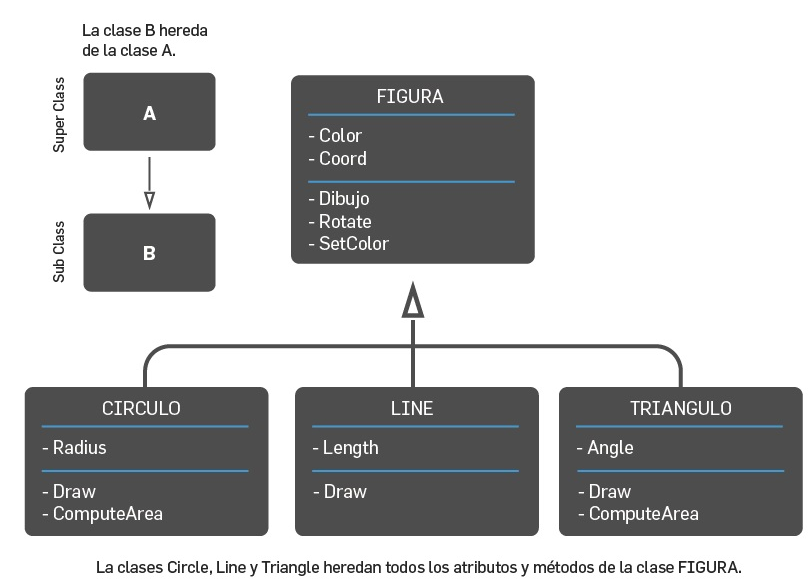 La clase B hereda
de la clase A.
Super Class
A
Sub Class
B
FIGURA
- Color
- Coord
- Dibujo
- Rotate
- SetColor
CIRCULO
- Radius
- Draw
- ComputeArea
LINE
- Length
- Draw
TRIANGULO
- Angle
- Draw
- ComputeArea
La clases Circle, Line y Triangle heredan todos los atributos y métodos de la clase FIGURA.